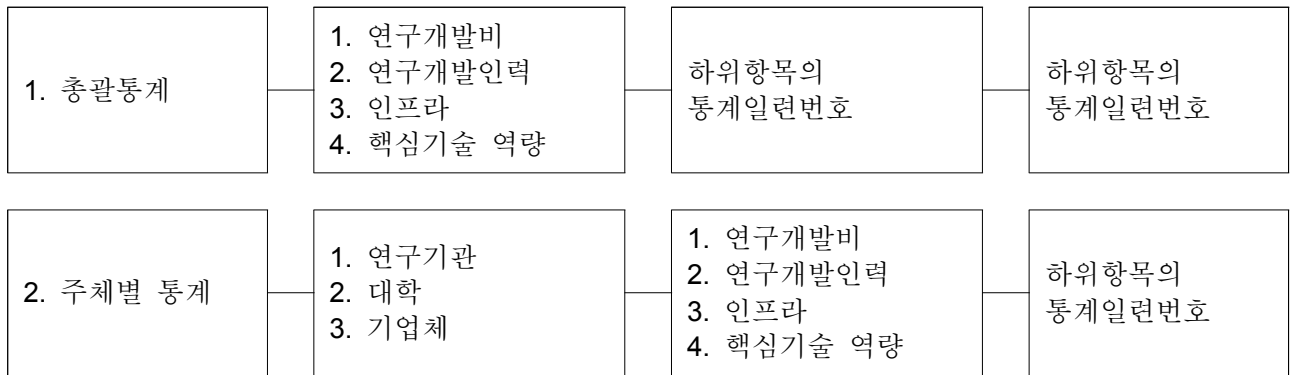 1. 총괄통계
1. 연구개발비
2. 연구개발인력
3. 인프라
4. 핵심기술 역량
하위항목의
통계일련번호
하위항목의
통계일련번호
2. 주체별 통계
1. 연구기관
2. 대학
3. 기업체
1. 연구개발비
2. 연구개발인력
3. 인프라
4. 핵심기술 역량
하위항목의
통계일련번호